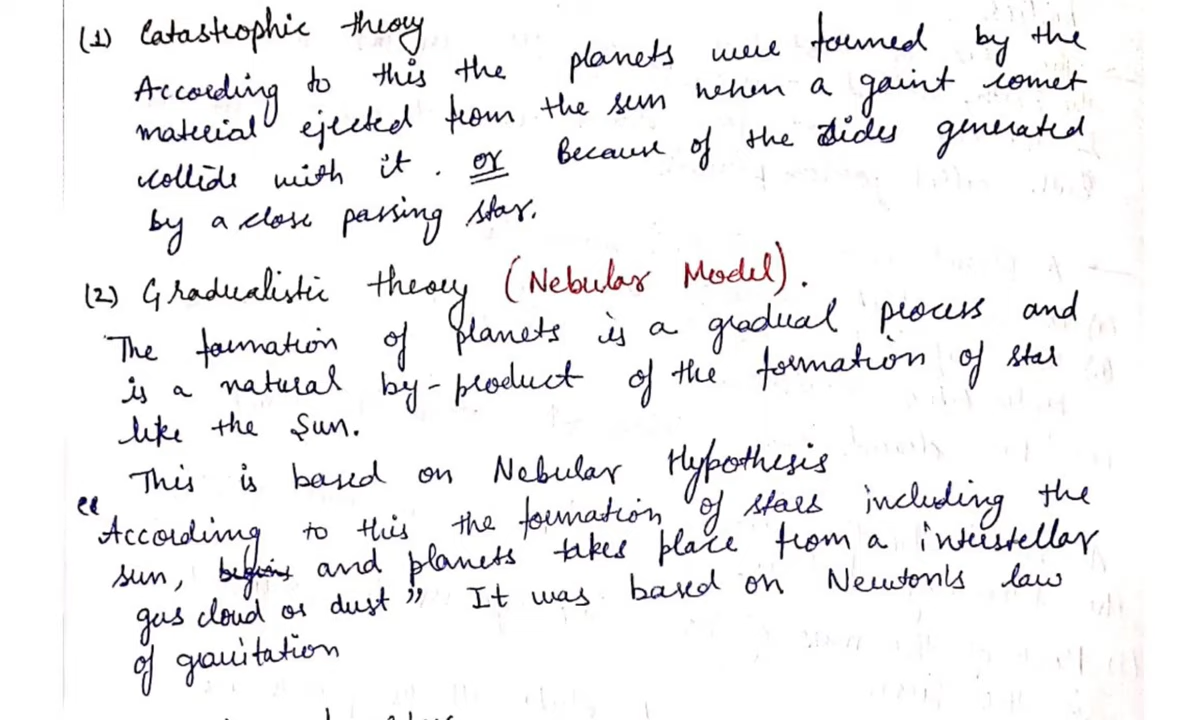 (1) Catastrophic theory
According to this the planets were formed by the
material ejected from the sun when a gaint comet
collide with it. or Because of the tides generated
by a close passing star.
(2) Gradualistic theory (Nebular Model).
The formation of planets is a gradual process and
is a natural by-product of the formation of star
like the Sun.
This is based on Nebular Hypothesis
"According to this the formation of stars including the
sun, begins and planets takes place from a interstellar
gas cloud or dust" It was based on Newton's law
of gravitation